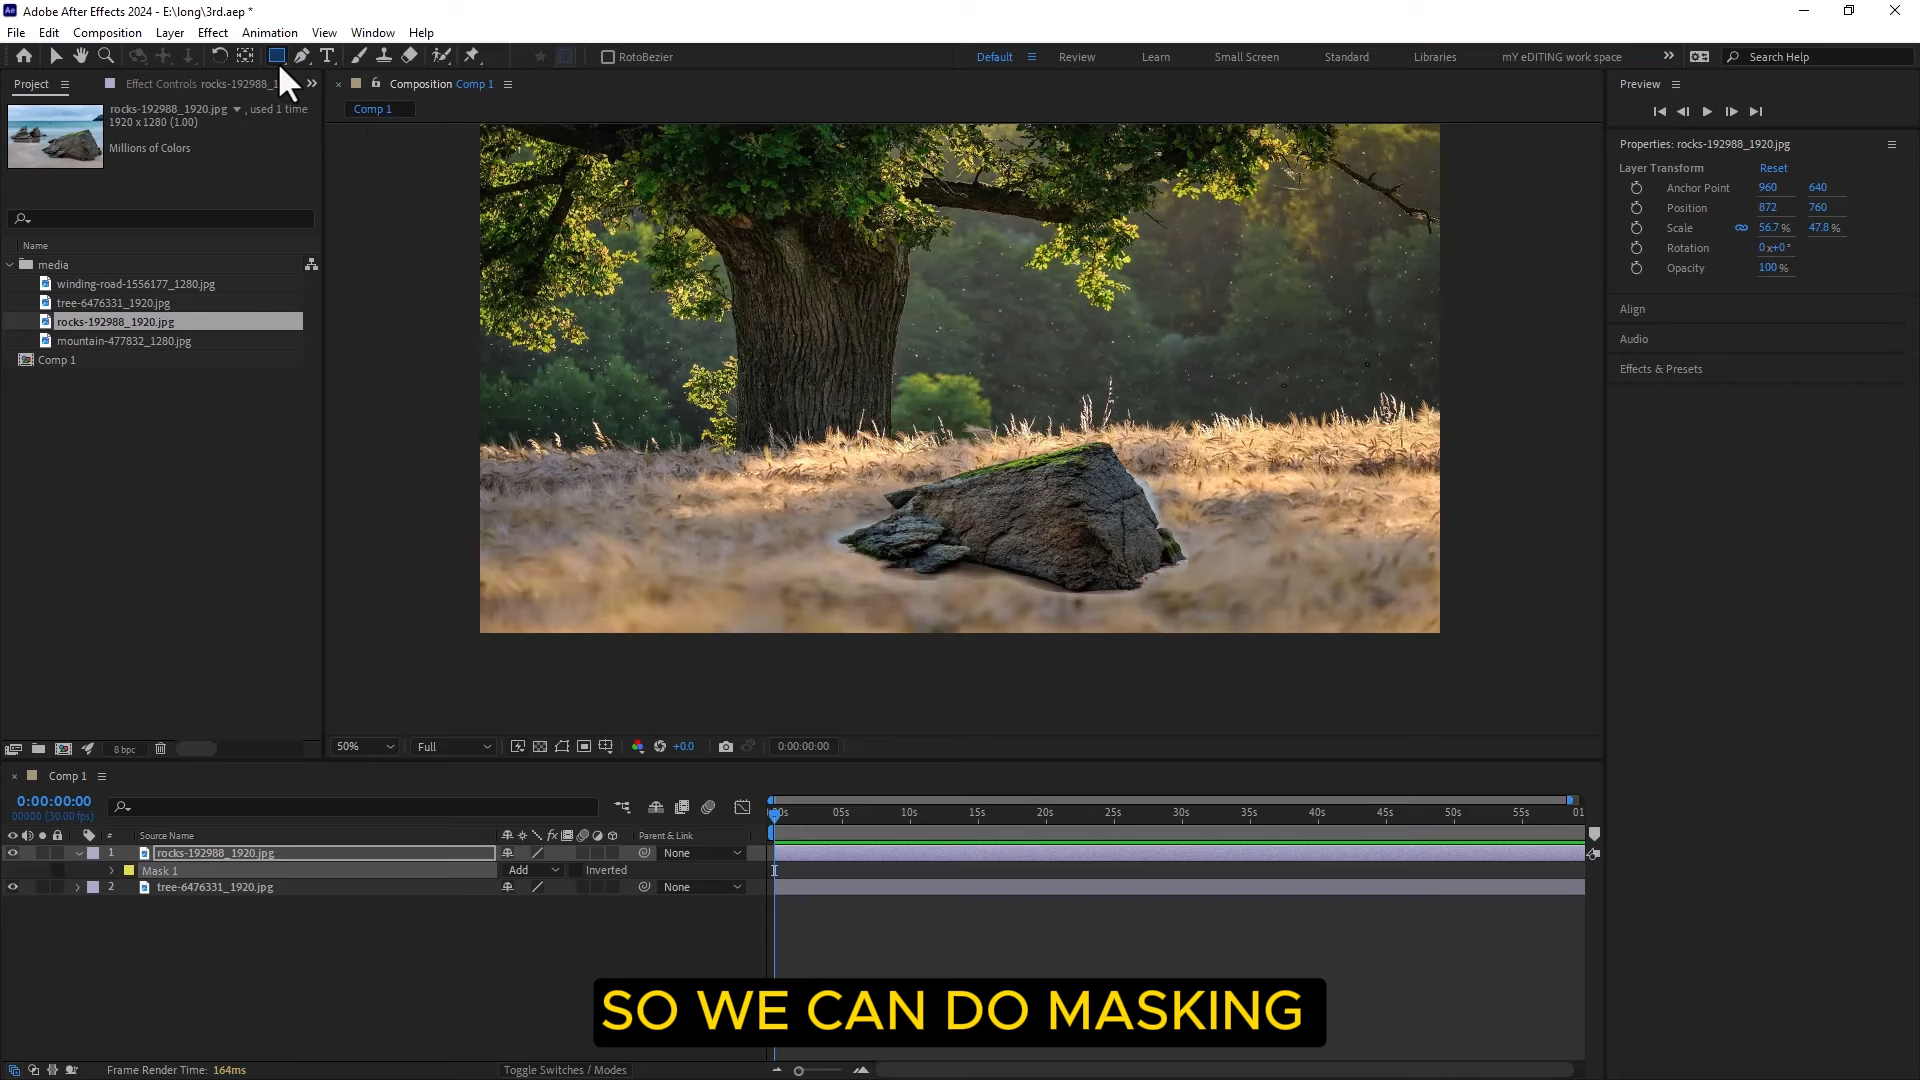 Adobe After Effects 2024 - E:\long\3rd.aep *
File Edit Composition Layer Effect Animation View Window Help
RotoBezier
Default Review Learn Small Screen Standard Libraries mY eDITING work space Search Help
Project Effect Controls rocks-192988_1
rocks-192988_1920.jpg , used 1 time
1920 x 1280 (1.00)
Millions of Colors
Name
media
winding-road-1556177_1280.jpg
tree-6476331_1920.jpg
rocks-192988_1920.jpg
mountain-477832_1280.jpg
Comp 1
8 bpc
Composition Comp 1
Comp 1
50% Full +0.0 0:00:00:00
Preview
Properties: rocks-192988_1920.jpg
Layer Transform Reset
Anchor Point 960 640
Position 872 760
Scale 56.7 % 47.8 %
Rotation 0 x+0 °
Opacity 100 %
Align
Audio
Effects & Presets
Comp 1
0:00:00:00
00000 (30.00 fps)
# Source Name Parent & Link
1 rocks-192988_1920.jpg None
Mask 1 Add Inverted
2 tree-6476331_1920.jpg None
00s 05s 10s 15s 20s 25s 30s 35s 40s 45s 50s 55s 01
SO WE CAN DO MASKING
Frame Render Time: 164ms
Toggle Switches / Modes